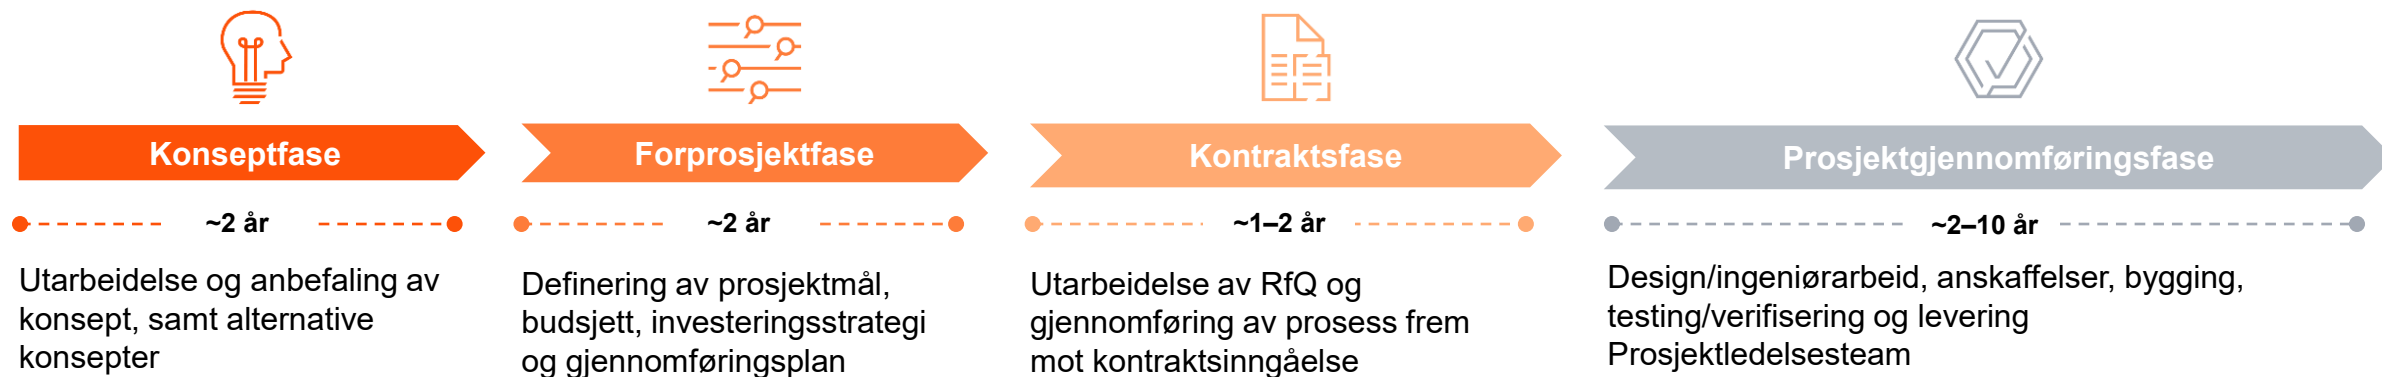 Konseptfase
~2 år
Utarbeidelse og anbefaling av
konsept, samt alternative
konsepter
Forprosjektfase
~2 år
Definering av prosjektmål,
budsjett, investeringsstrategi
og gjennomføringsplan
Kontraktsfase
~1–2 år
Utarbeidelse av RfQ og
gjennomføring av prosess frem
mot kontraktsinngåelse
Prosjektgjennomføringsfase
~2–10 år
Design/ingeniørarbeid, anskaffelser, bygging,
testing/verifisering og levering
Prosjektledelsesteam